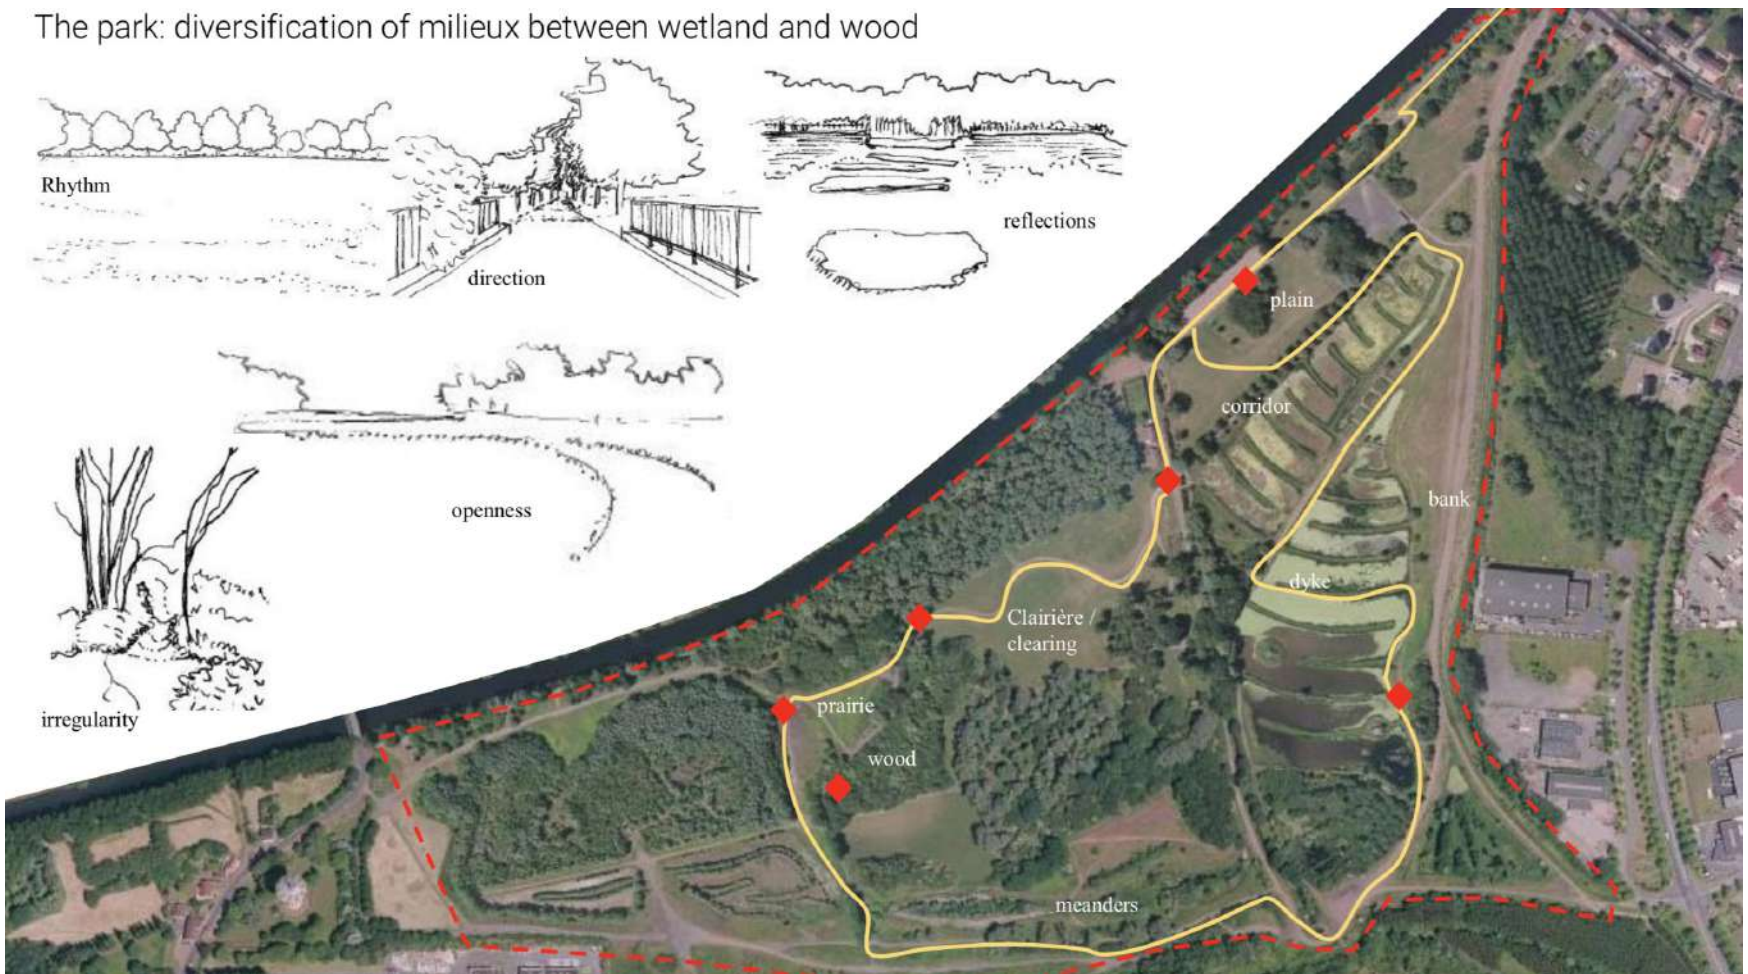 The park: diversification of milieux between wetland and wood
Rhythm
direction
reflections
openness
irregularity
plain
corridor
bank
dyke
Clairière /
clearing
prairie
wood
meanders